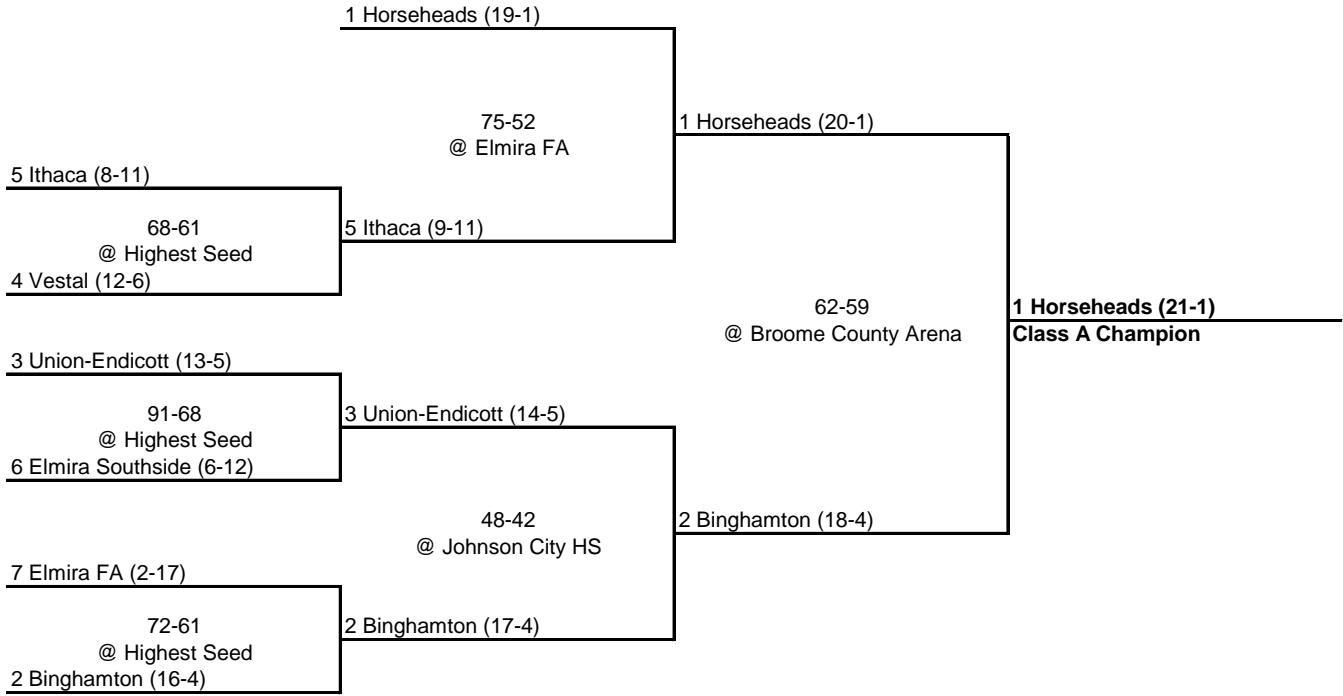 1 Horseheads (19-1)
75-52
@ Elmira FA
1 Horseheads (20-1)
5 Ithaca (8-11)
68-61
@ Highest Seed
5 Ithaca (9-11)
4 Vestal (12-6)
62-59
@ Broome County Arena
1 Horseheads (21-1)
Class A Champion
3 Union-Endicott (13-5)
91-68
@ Highest Seed
3 Union-Endicott (14-5)
6 Elmira Southside (6-12)
48-42
@ Johnson City HS
2 Binghamton (18-4)
7 Elmira FA (2-17)
72-61
@ Highest Seed
2 Binghamton (17-4)
2 Binghamton (16-4)